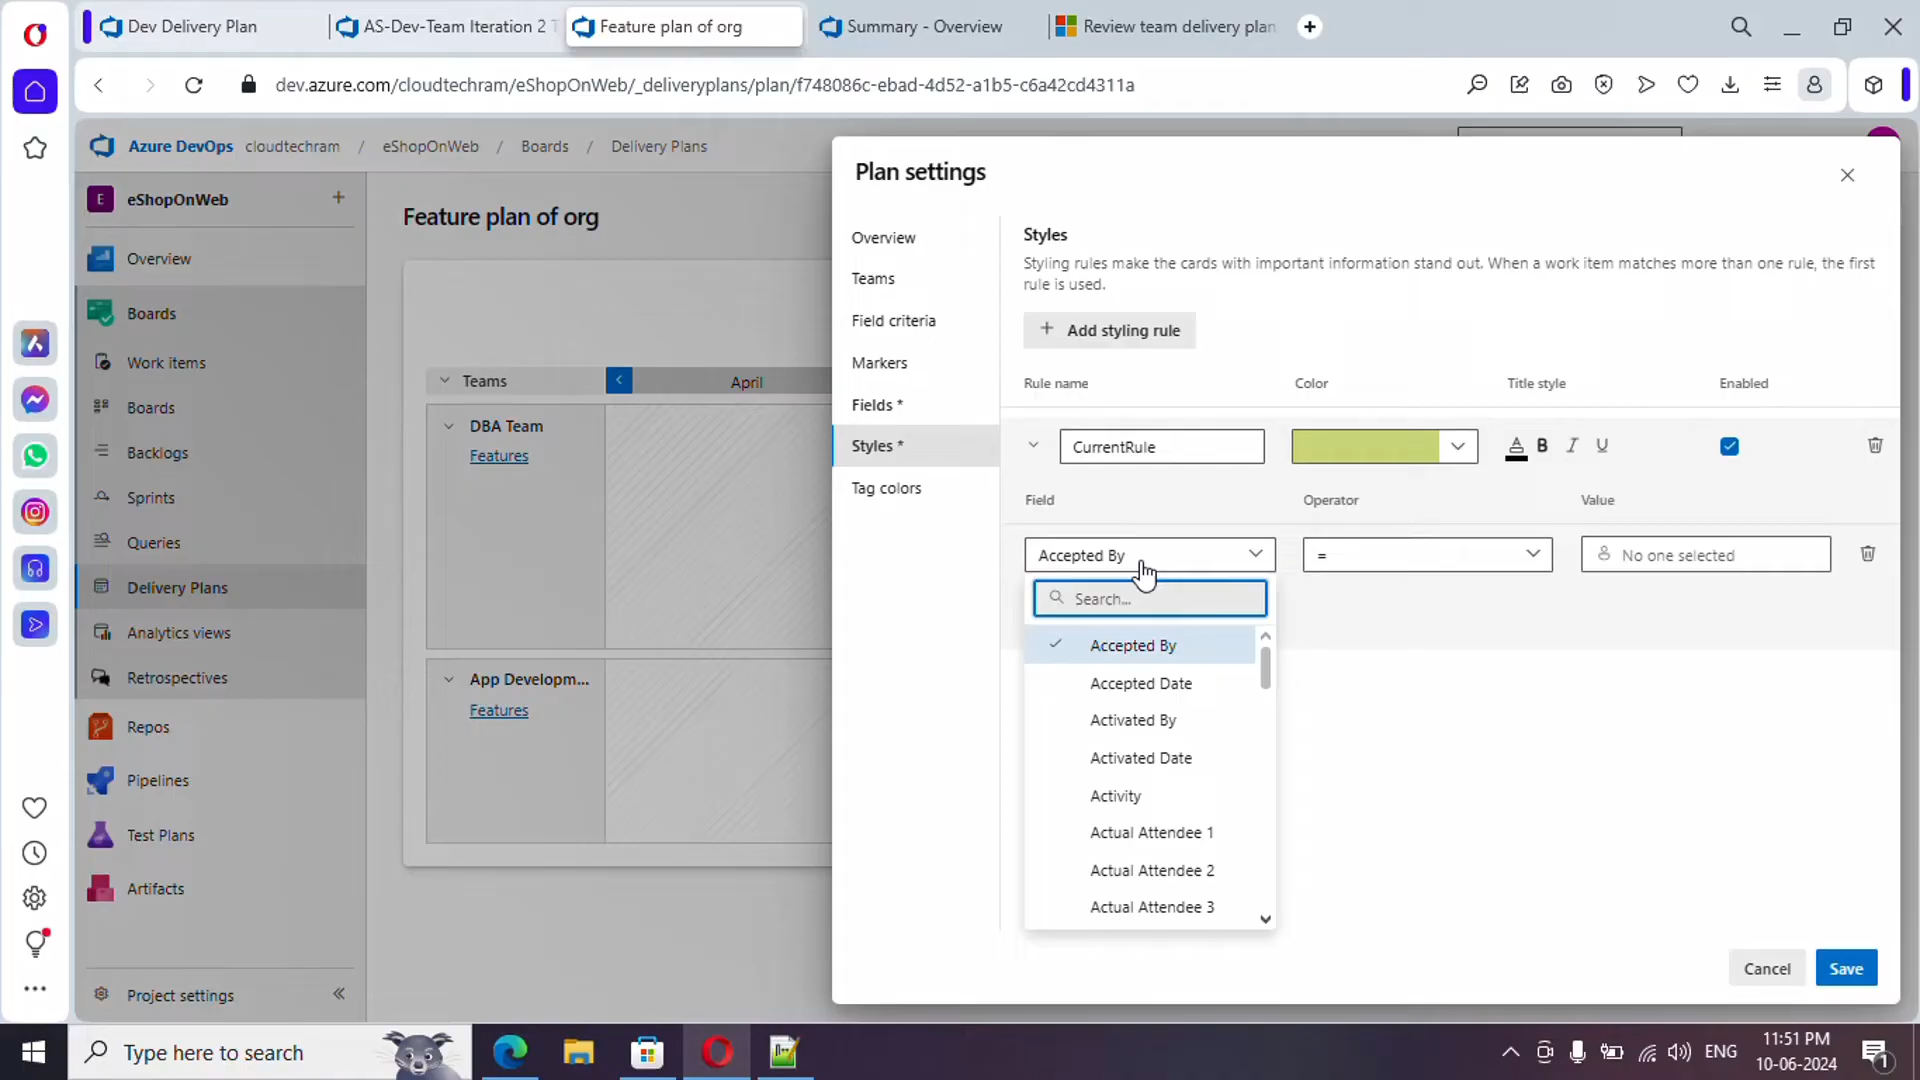 Dev Delivery Plan
AS-Dev-Team Iteration 2 T
Feature plan of org
Summary - Overview
Review team delivery plan
dev.azure.com/cloudtechram/eShopOnWeb/_deliveryplans/plan/f748086c-ebad-4d52-a1b5-c6a42cd4311a
Azure DevOps cloudtechram / eShopOnWeb / Boards / Delivery Plans
E eShopOnWeb +
Overview
Boards
Work items
Boards
Backlogs
Sprints
Queries
Delivery Plans
Analytics views
Retrospectives
Repos
Pipelines
Test Plans
Artifacts
Project settings
Feature plan of org
Teams
April
DBA Team
Features
App Developm...
Features
Plan settings
Overview
Teams
Field criteria
Markers
Fields *
Styles *
Tag colors
Styles
Styling rules make the cards with important information stand out. When a work item matches more than one rule, the first
rule is used.
+ Add styling rule
Rule name Color Title style Enabled
CurrentRule A B I U
Field Operator Value
Accepted By = No one selected
Search...
Accepted By
Accepted Date
Activated By
Activated Date
Activity
Actual Attendee 1
Actual Attendee 2
Actual Attendee 3
Cancel Save
Type here to search
ENG
11:51 PM
10-06-2024
1